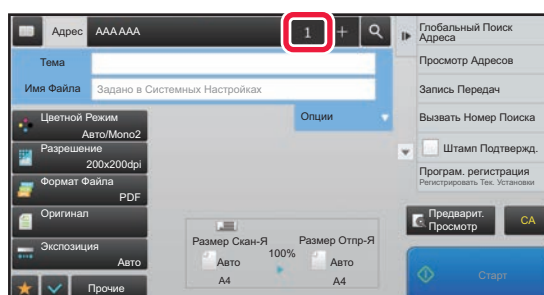 Адрес
AAA AAA
1
Тема
Имя Файла
Задано в Системных Настройках
Опции
Цветной Режим
Авто/Mono2
Разрешение
200x200dpi
Формат Файла
PDF
Оригинал
Экспозиция
Авто
Прочие
Размер Скан-Я
Авто
A4
100%
Размер Отпр-Я
Авто
A4
Глобальный Поиск
Адреса
Просмотр Адресов
Запись Передач
Вызвать Номер Поиска
Штамп Подтвержд.
Програм. регистрация
Регистрировать Тек. Установки
Предварит.
Просмотр
CA
Старт